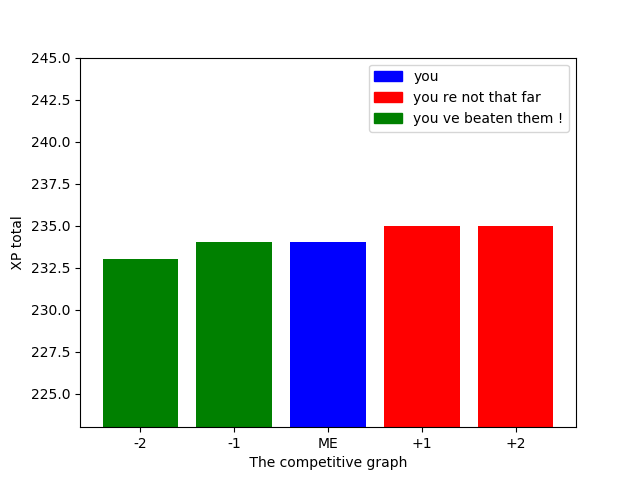 245.0
242.5
240.0
237.5
235.0
232.5
230.0
227.5
225.0
XP total
you
you re not that far
you ve beaten them !
-2 -1 ME +1 +2
The competitive graph